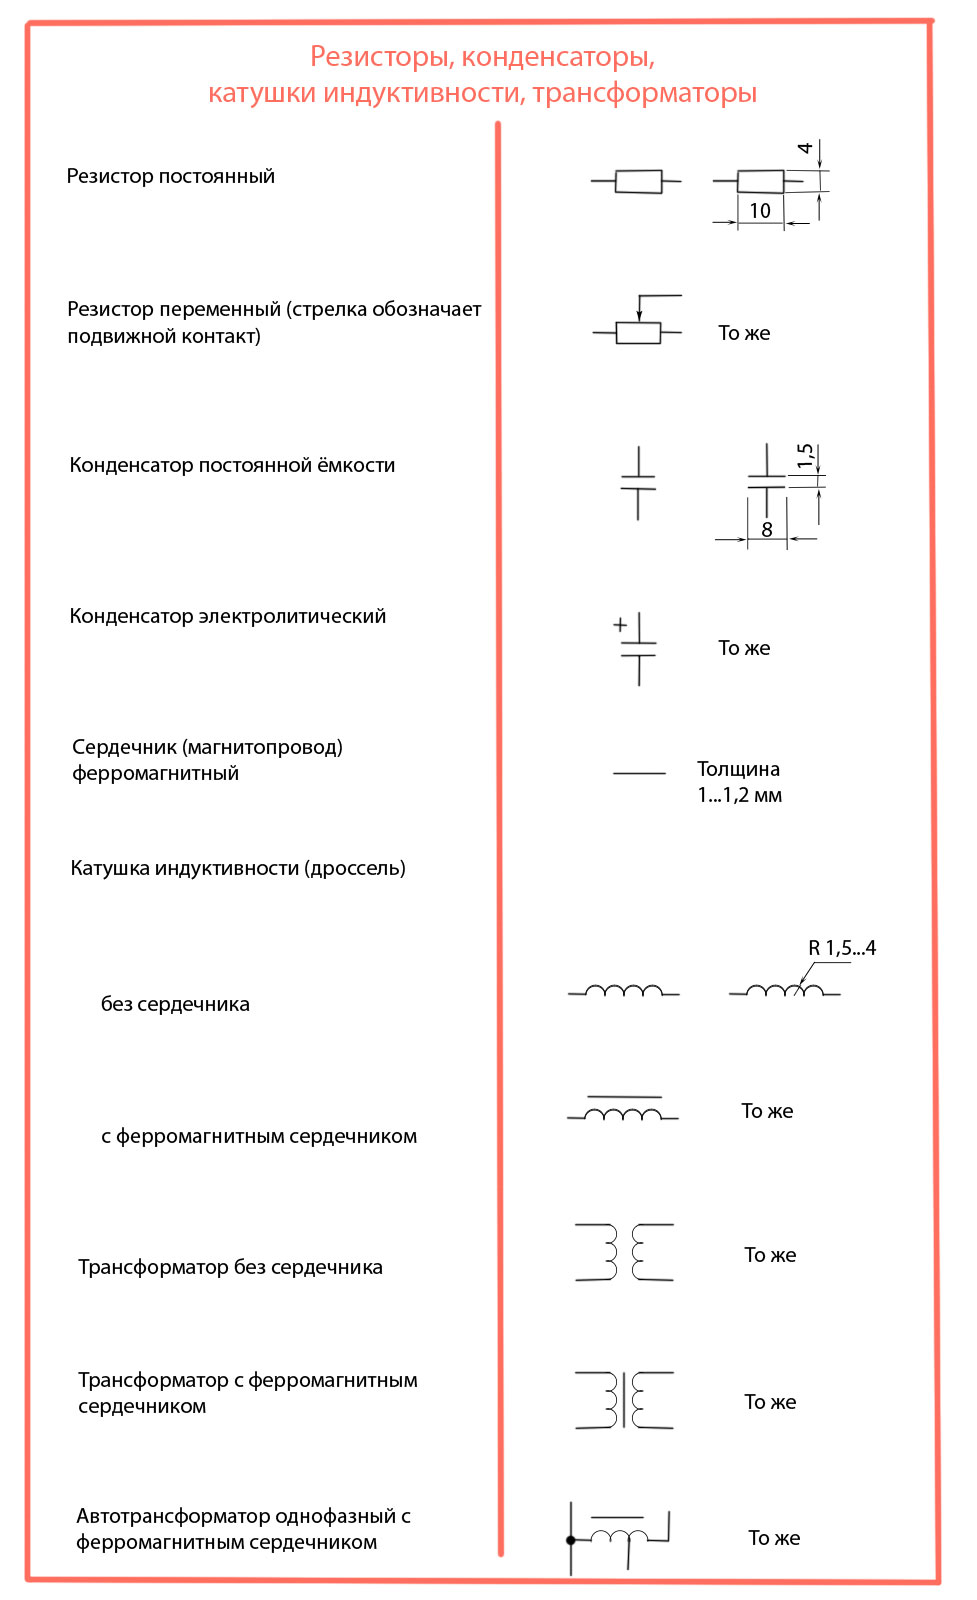 Резисторы, конденсаторы,
катушки индуктивности, трансформаторы
Резистор постоянный
4
10
Резистор переменный (стрелка обозначает
подвижной контакт)
То же
Конденсатор постоянной ёмкости
1,5
8
Конденсатор электролитический
+
То же
Сердечник (магнитопровод)
ферромагнитный
Толщина
1...1,2 мм
Катушка индуктивности (дроссель)
R 1,5...4
без сердечника
То же
с ферромагнитным сердечником
Трансформатор без сердечника
То же
Трансформатор с ферромагнитным
сердечником
То же
Автотрансформатор однофазный с
ферромагнитным сердечником
То же